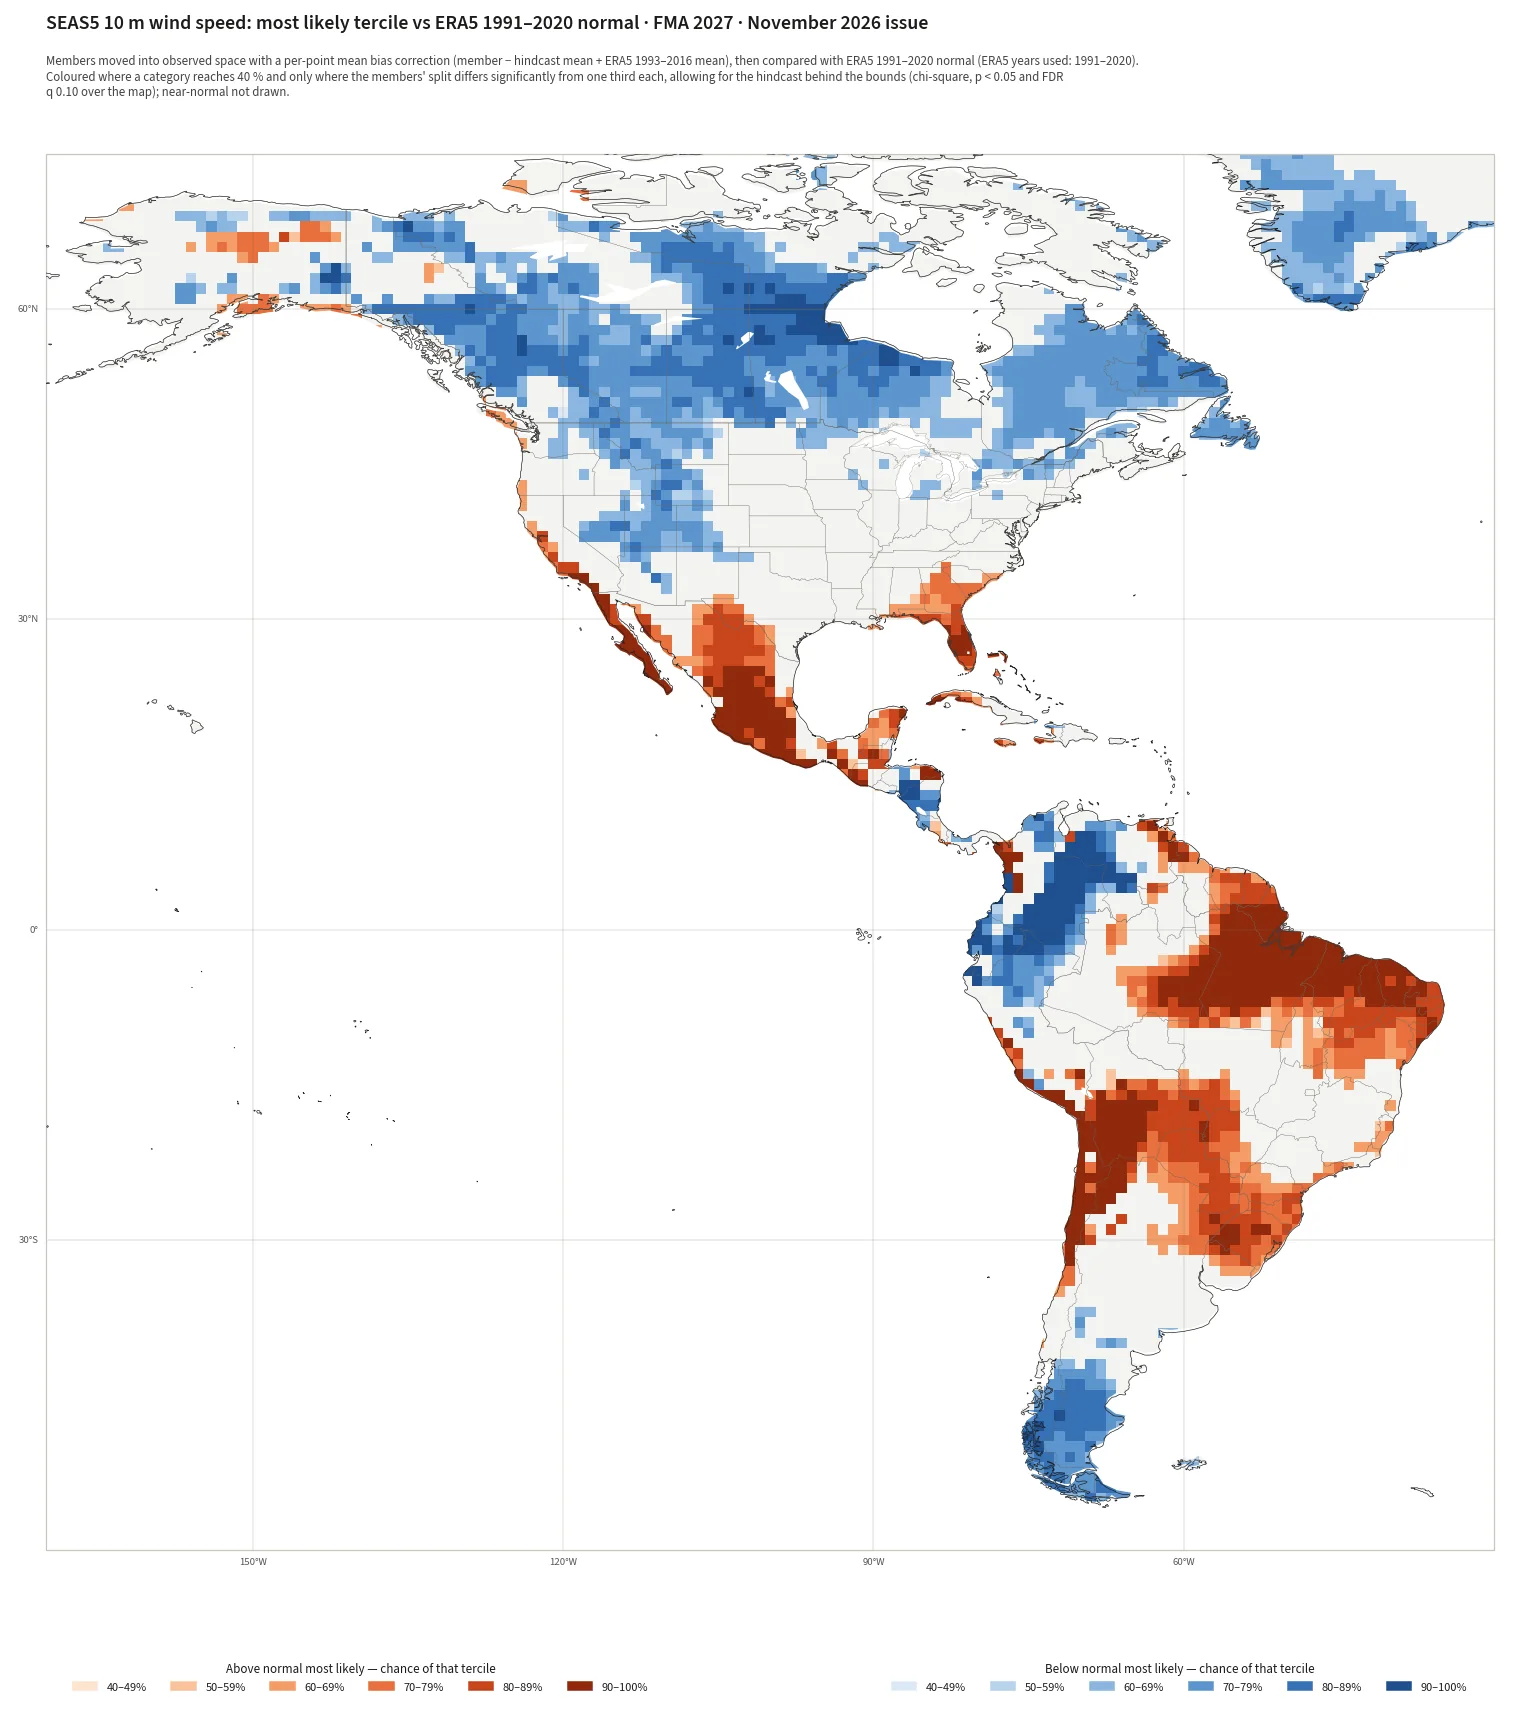 SEAS5 10 m wind speed: most likely tercile vs ERA5 1991–2020 normal · FMA 2027 · November 2026 issue
Members moved into observed space with a per-point mean bias correction (member − hindcast mean + ERA5 1993–2016 mean), then compared with ERA5 1991–2020 normal (ERA5 years used: 1991–2020).
Coloured where a category reaches 40 % and only where the members' split differs significantly from one third each, allowing for the hindcast behind the bounds (chi-square, p < 0.05 and FDR
q 0.10 over the map); near-normal not drawn.
60°N
30°N
0°
30°S
150°W 120°W 90°W 60°W
Above normal most likely — chance of that tercile
40–49% 50–59% 60–69% 70–79% 80–89% 90–100%
Below normal most likely — chance of that tercile
40–49% 50–59% 60–69% 70–79% 80–89% 90–100%